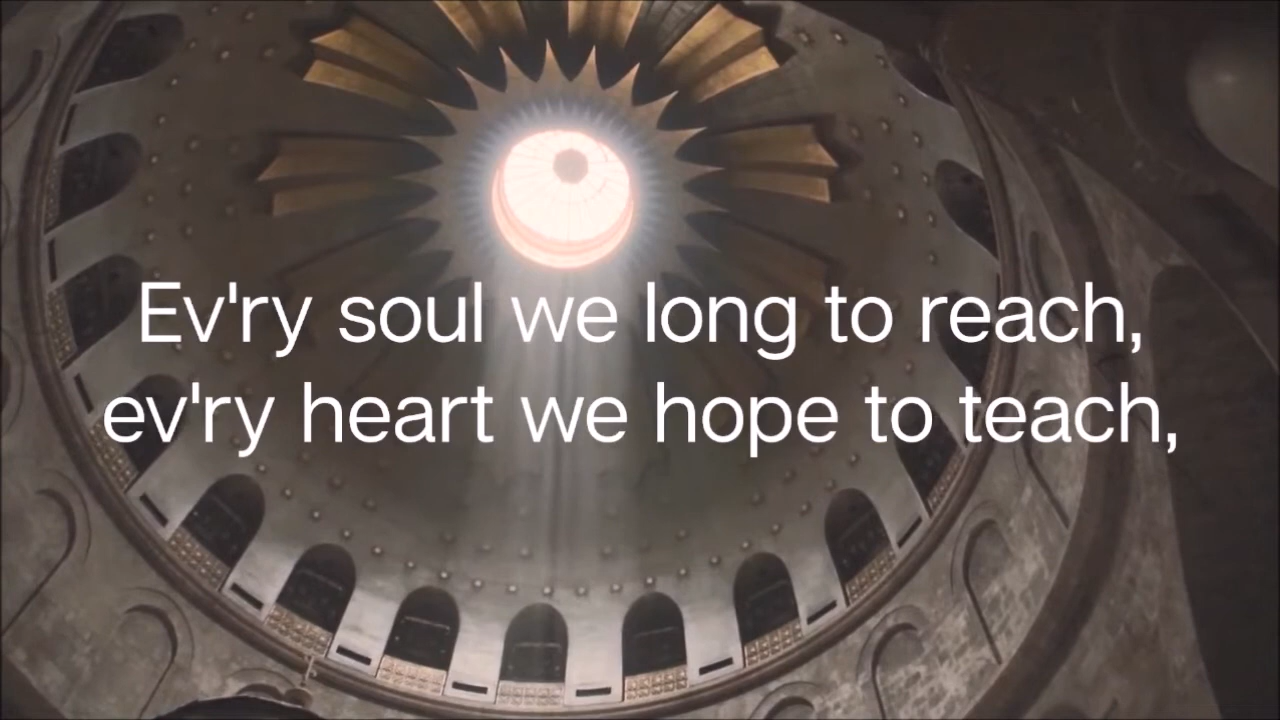 Ev'ry soul we long to reach,
ev'ry heart we hope to teach,